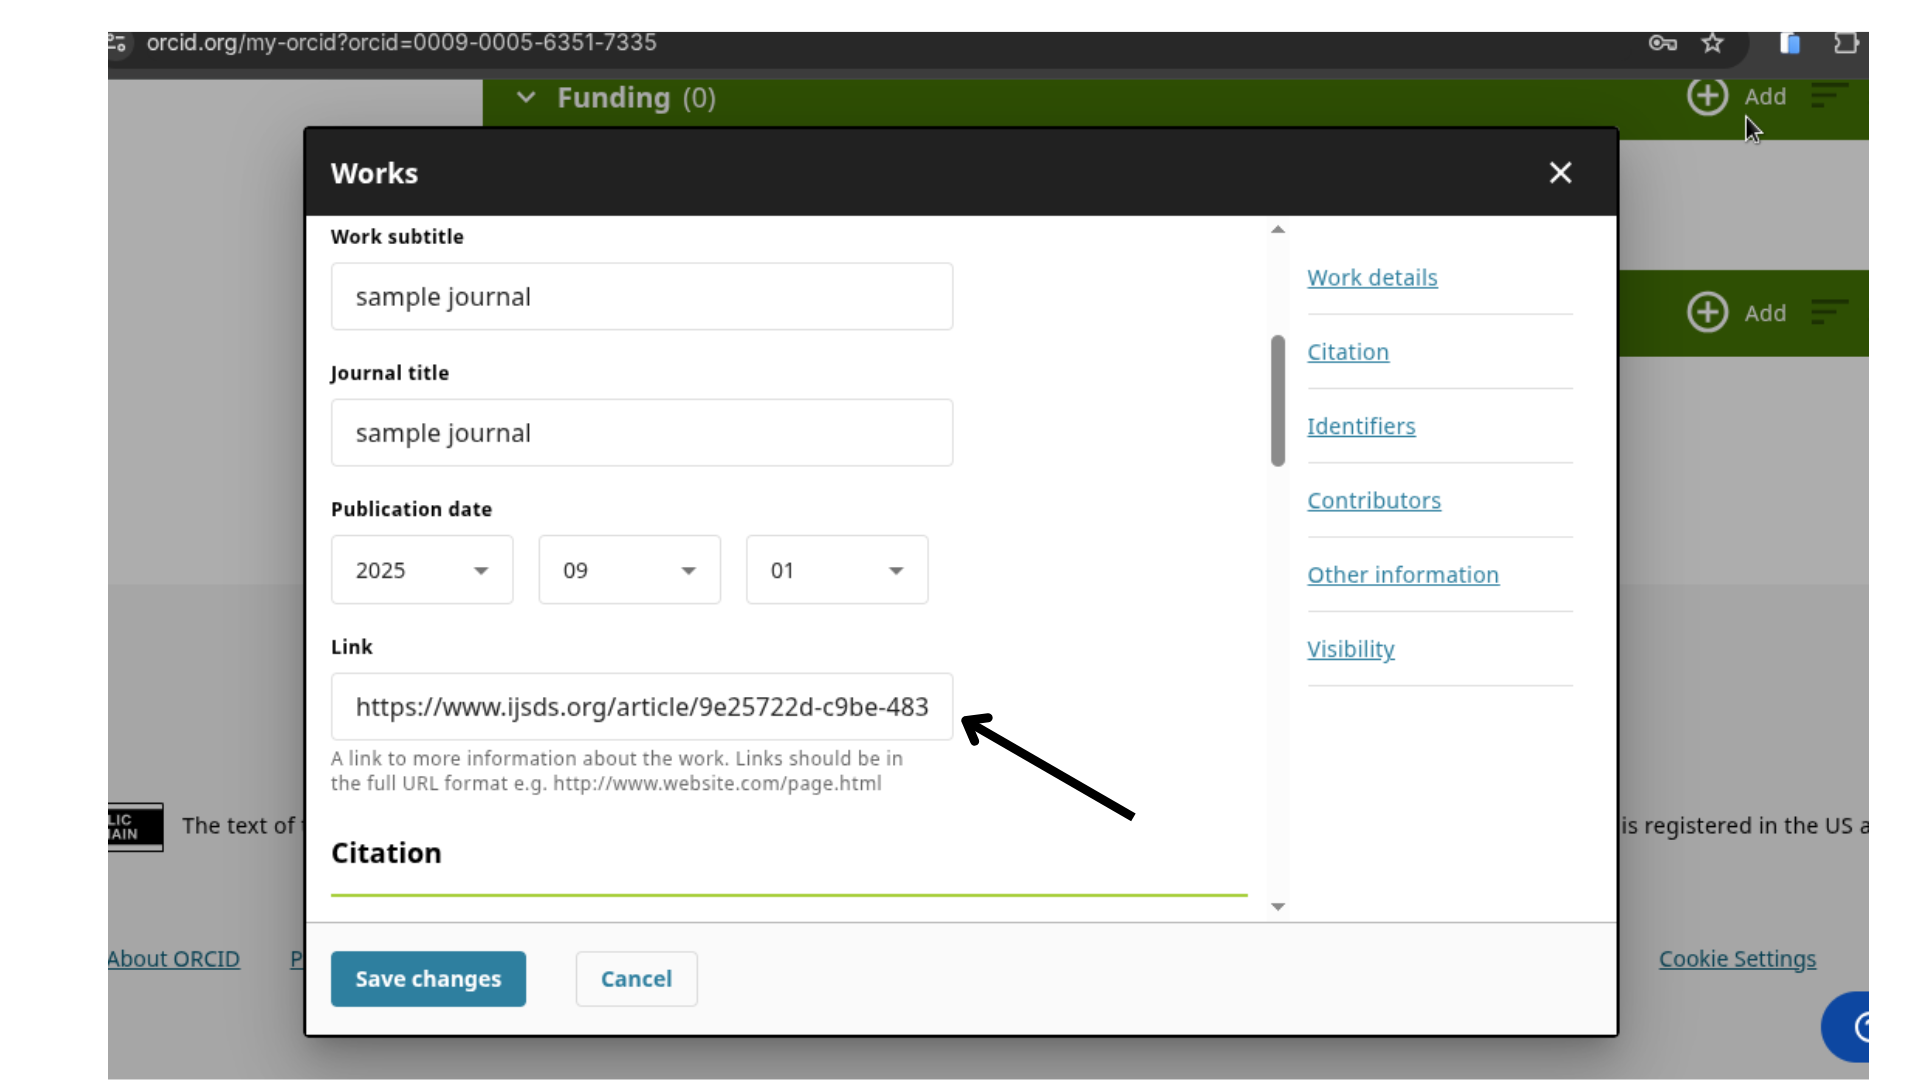 orcid.org/my-orcid?orcid=0009-0005-6351-7335
Funding (0)
Add
Works
Work subtitle
sample journal
Journal title
sample journal
Publication date
2025
09
01
Link
https://www.ijsds.org/article/9e25722d-c9be-483
A link to more information about the work. Links should be in
the full URL format e.g. http://www.website.com/page.html
Citation
Save changes
Cancel
Work details
Citation
Identifiers
Contributors
Other information
Visibility
Add
LIC
AIN
The text of
is registered in the US a
About ORCID
P
Cookie Settings